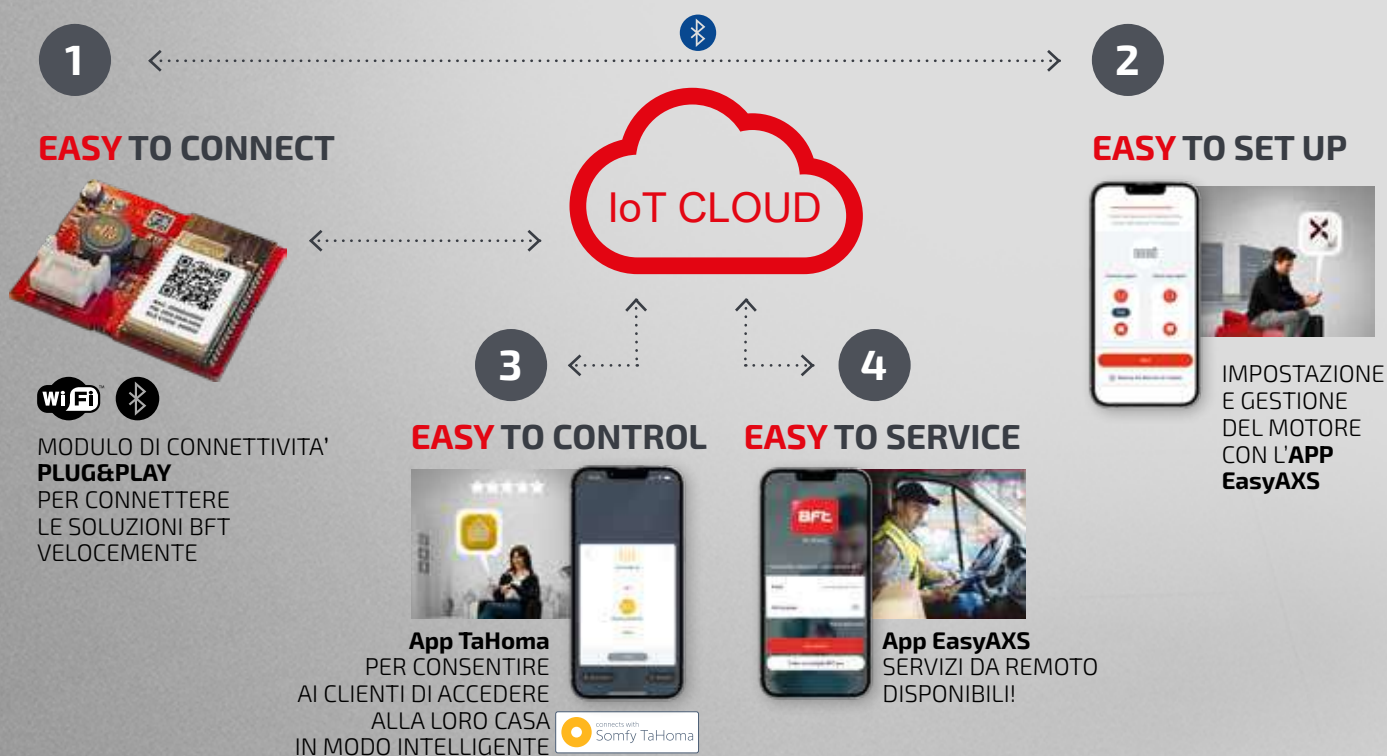 1
2
EASY TO CONNECT
IoT CLOUD
EASY TO SET UP
WiFi
MODULO DI CONNETTIVITA'
PLUG&PLAY
PER CONNETTERE
LE SOLUZIONI BFT
VELOCEMENTE
IMPOSTAZIONE
E GESTIONE
DEL MOTORE
CON L'APP
EasyAXS
3
4
EASY TO CONTROL
EASY TO SERVICE
BFT
App TaHoma
PER CONSENTIRE
AI CLIENTI DI ACCEDERE
ALLA LORO CASA
IN MODO INTELLIGENTE
connects with
Somfy TaHoma
App EasyAXS
SERVIZI DA REMOTO
DISPONIBILI!